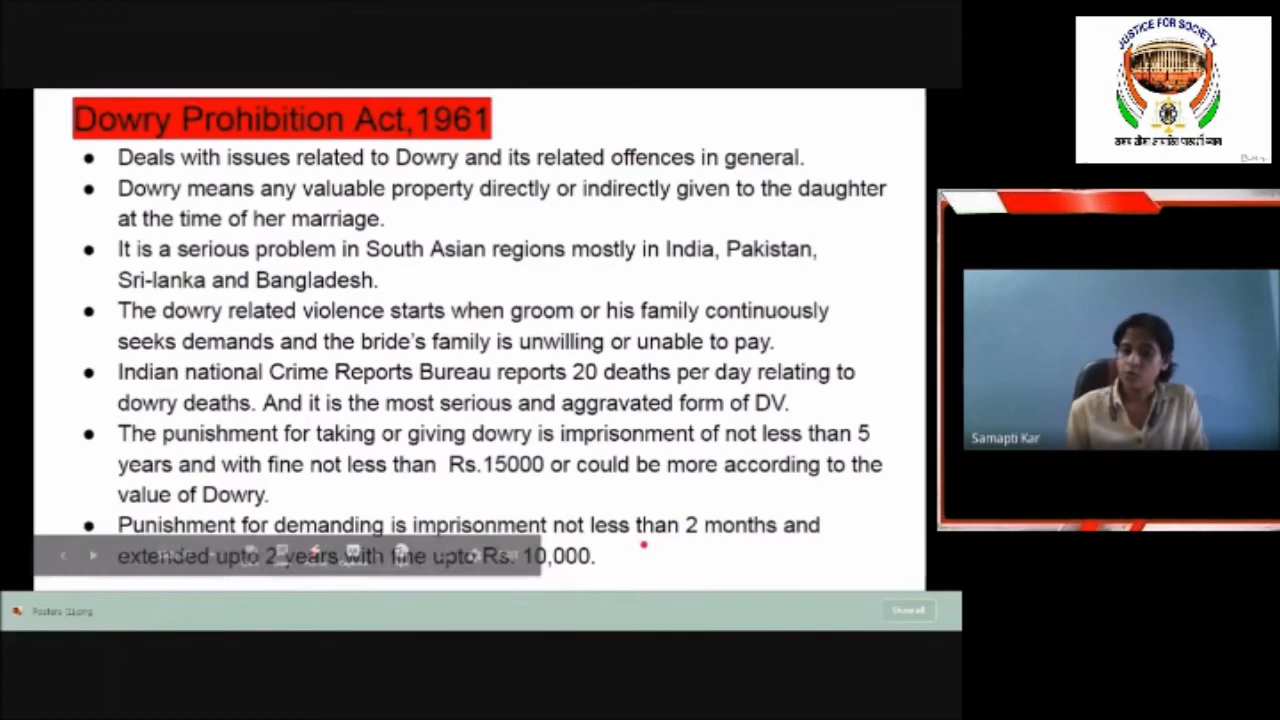 JUSTICE FOR SOCIETY
Dowry Prohibition Act,1961
● Deals with issues related to Dowry and its related offences in general.
● Dowry means any valuable property directly or indirectly given to the daughter
at the time of her marriage.
● It is a serious problem in South Asian regions mostly in India, Pakistan,
Sri-lanka and Bangladesh.
● The dowry related violence starts when groom or his family continuously
seeks demands and the bride's family is unwilling or unable to pay.
● Indian national Crime Reports Bureau reports 20 deaths per day relating to
dowry deaths. And it is the most serious and aggravated form of DV.
● The punishment for taking or giving dowry is imprisonment of not less than 5
years and with fine not less than Rs.15000 or could be more according to the
value of Dowry.
● Punishment for demanding is imprisonment not less than 2 months and
extended upto 2 years with fine upto Rs. 10,000.
Samapti Kar
Posters (1).png
Show all